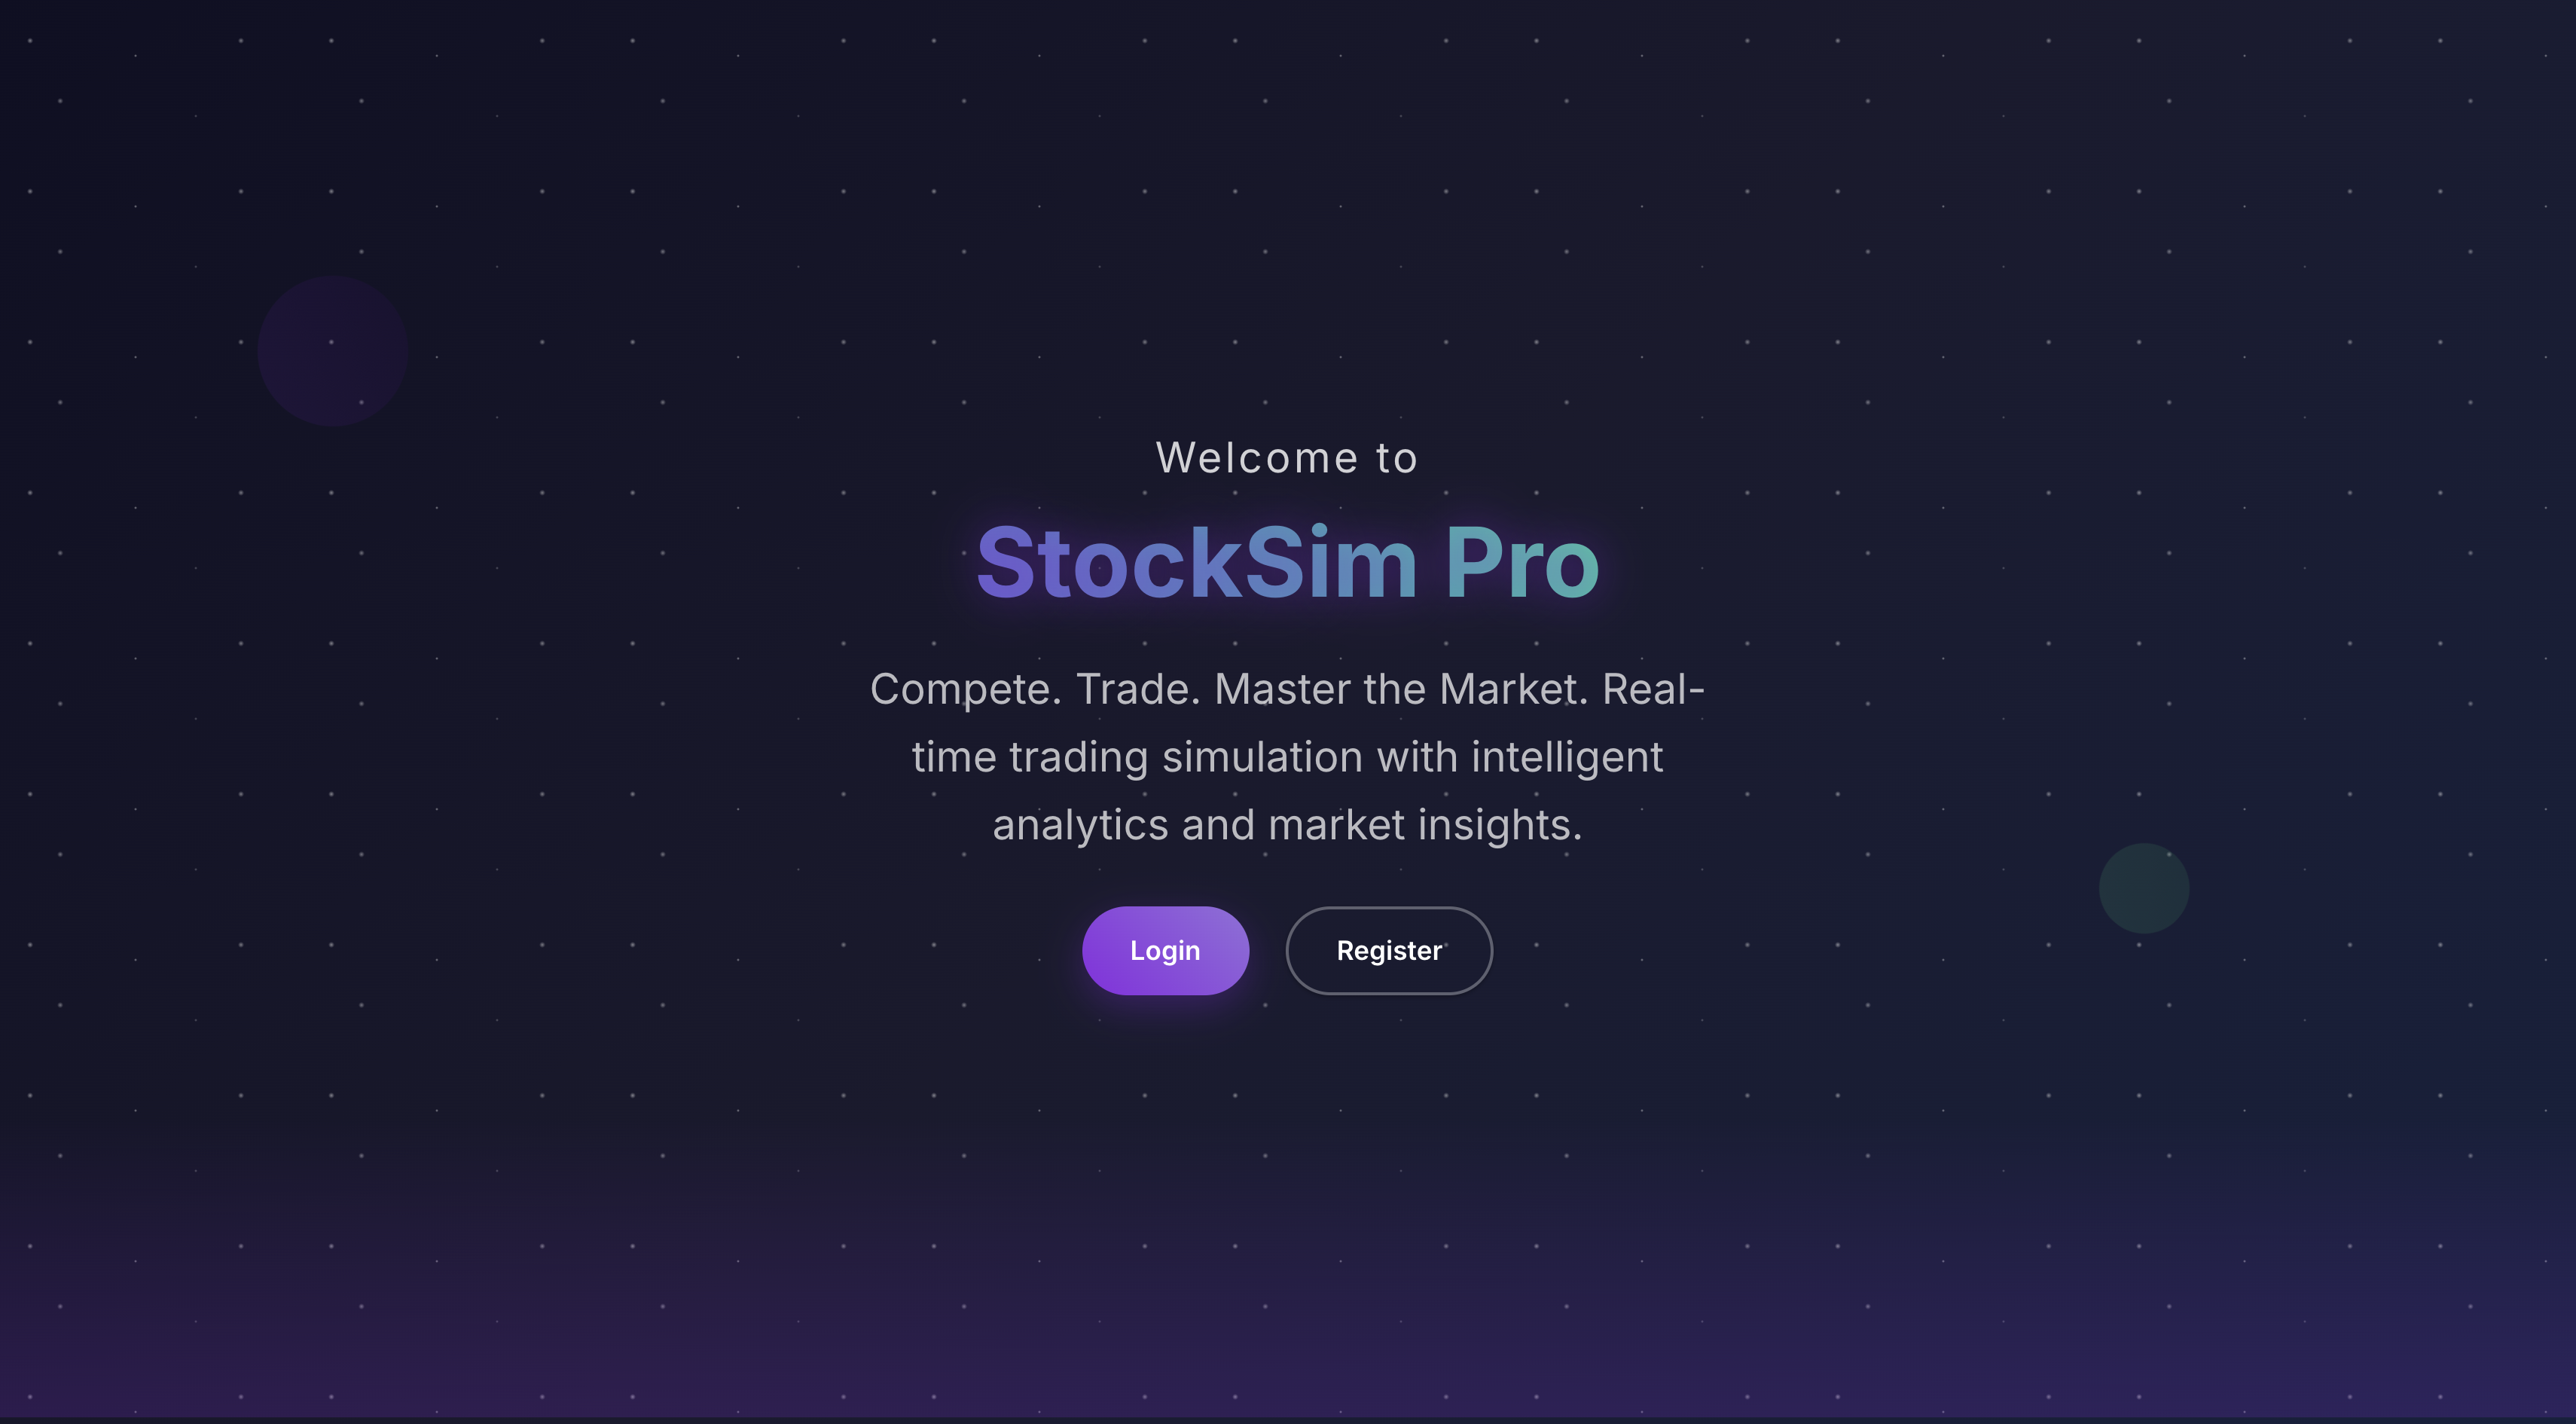 Welcome to
StockSim Pro
Compete. Trade. Master the Market. Real-
time trading simulation with intelligent
analytics and market insights.
Login
Register